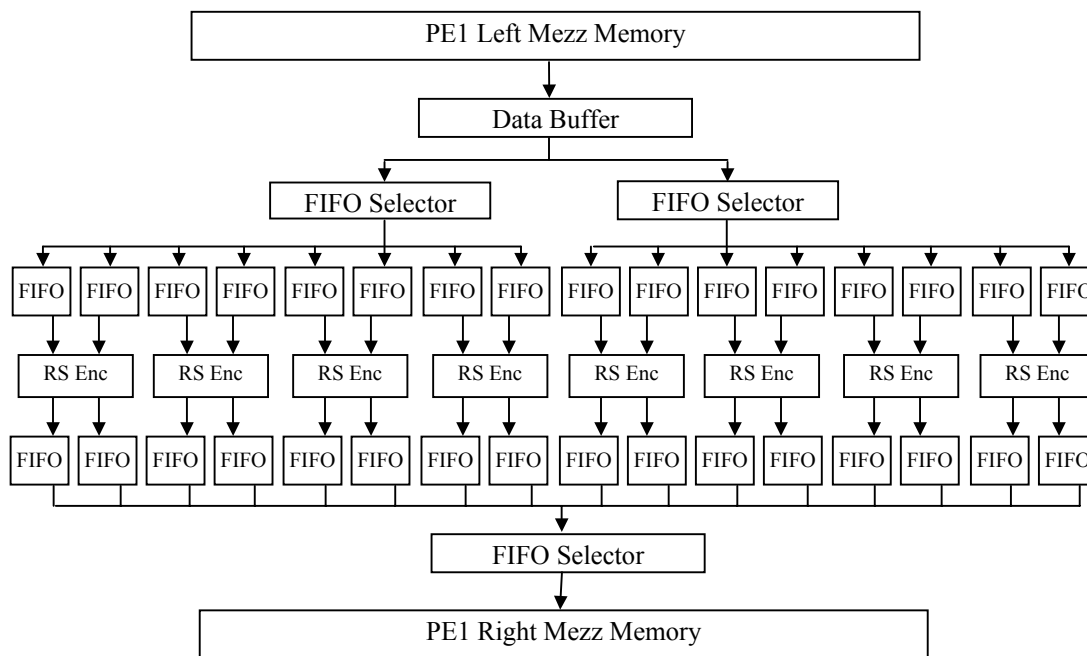 PE1 Left Mezz Memory
Data Buffer
FIFO Selector FIFO Selector
FIFO FIFO FIFO FIFO FIFO FIFO FIFO FIFO FIFO FIFO FIFO FIFO FIFO FIFO FIFO FIFO
RS Enc RS Enc RS Enc RS Enc RS Enc RS Enc RS Enc RS Enc
FIFO FIFO FIFO FIFO FIFO FIFO FIFO FIFO FIFO FIFO FIFO FIFO FIFO FIFO FIFO FIFO
FIFO Selector
PE1 Right Mezz Memory